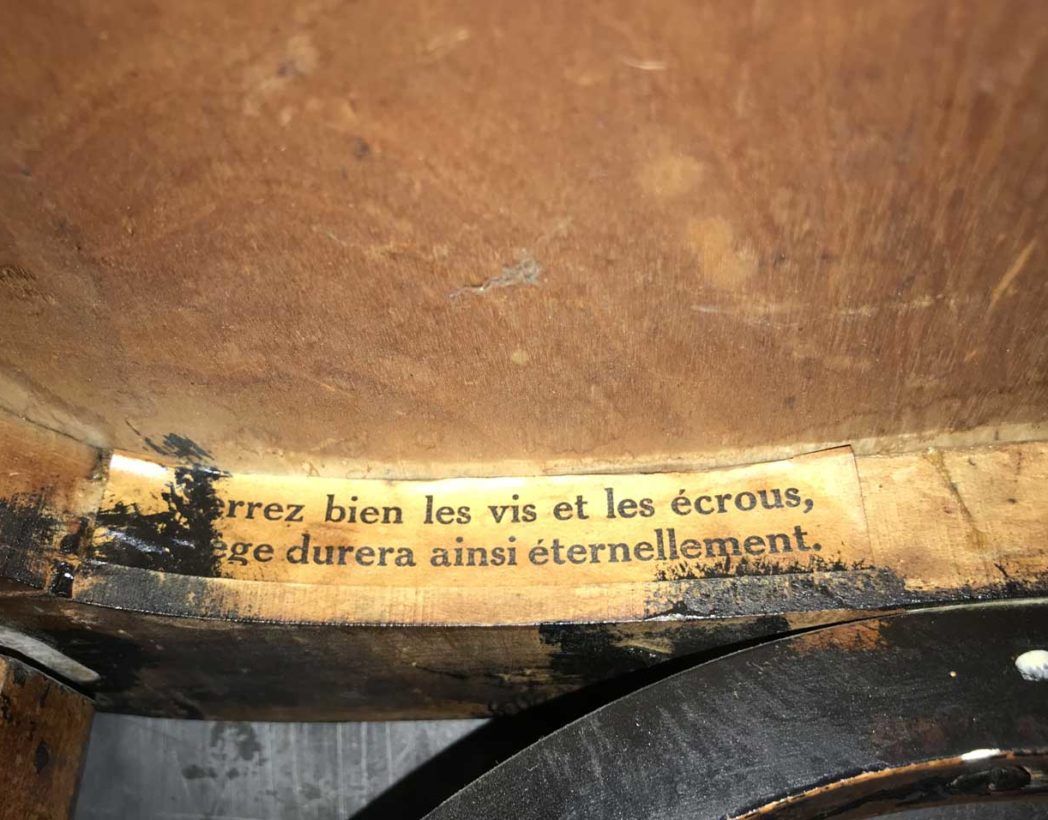 errez bien les vis et les écrous,
ège durera ainsi éternellement.